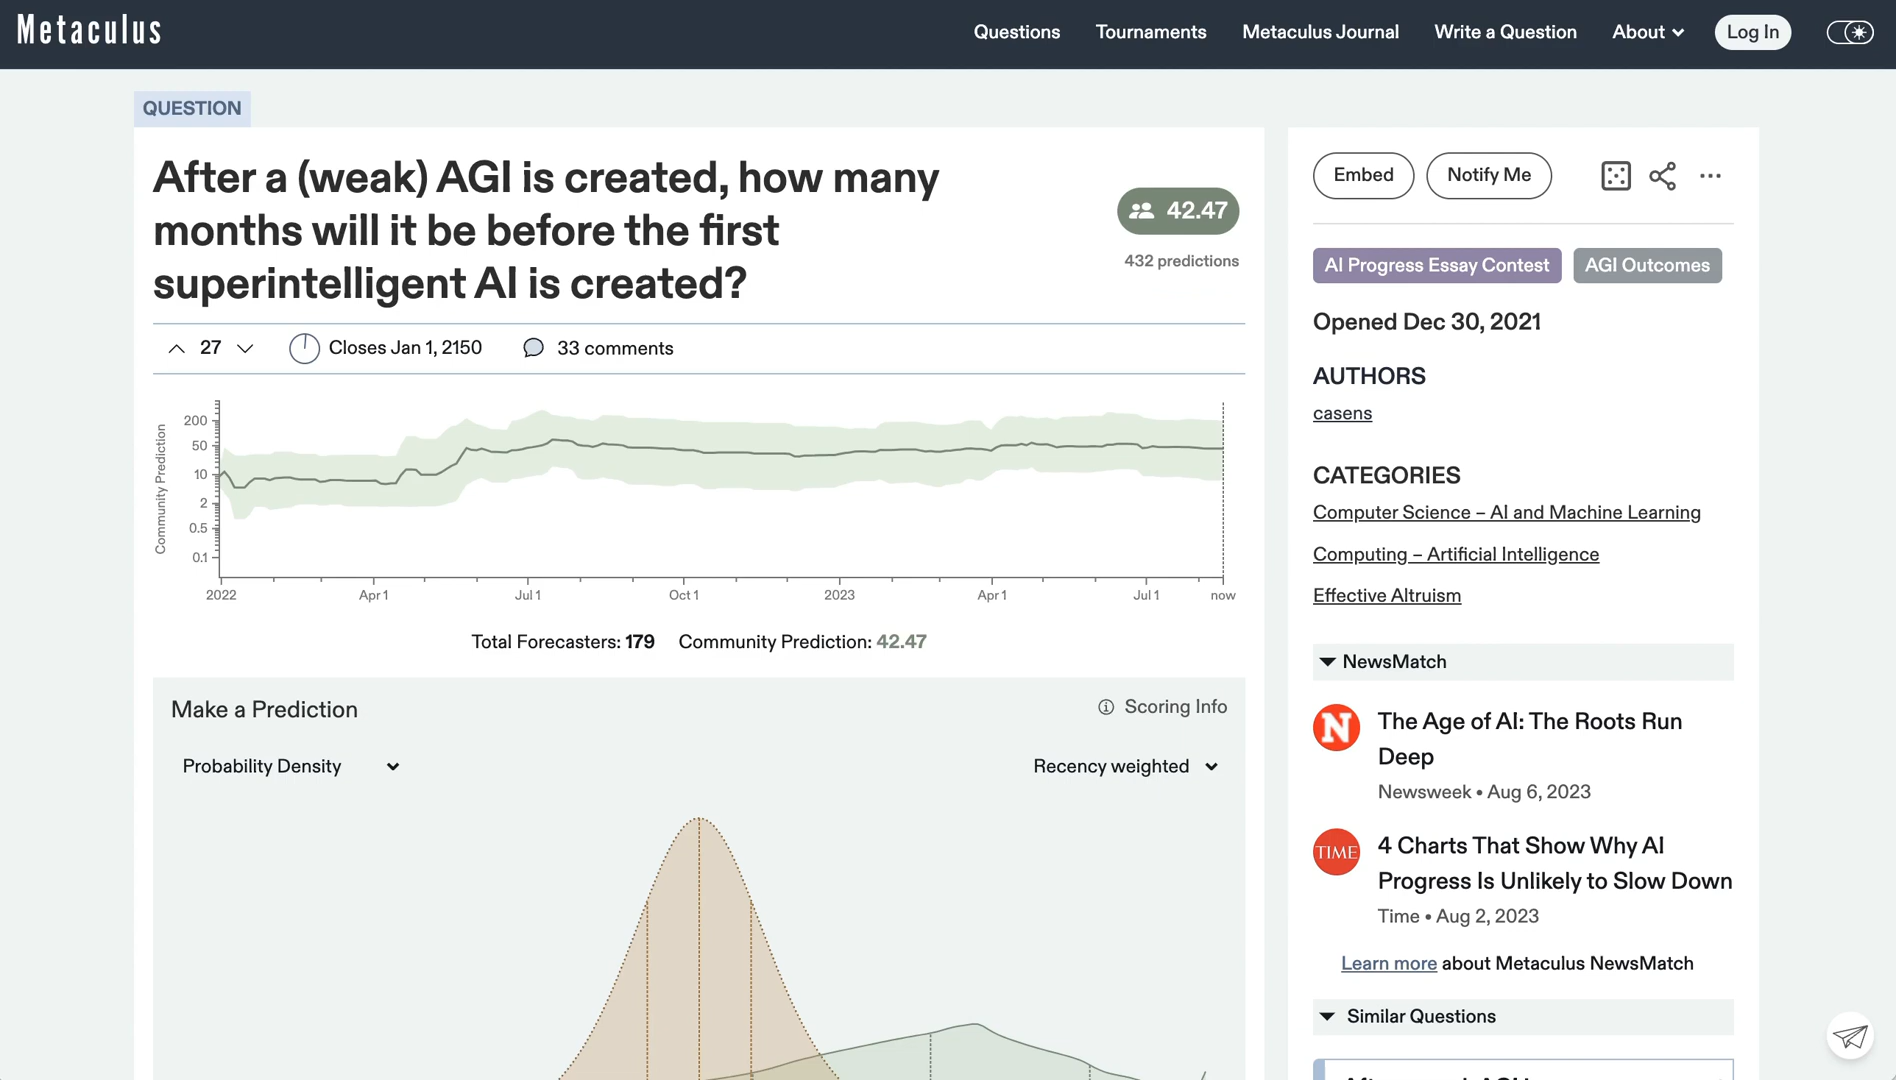 Metaculus
Questions
Tournaments
Metaculus Journal
Write a Question
About
Log In
QUESTION
After a (weak) AGI is created, how many
months will it be before the first
superintelligent AI is created?
42.47
432 predictions
27
Closes Jan 1, 2150
33 comments
Community Prediction
200
50
10
2
0.5
0.1
2022
Apr 1
Jul 1
Oct 1
2023
Apr 1
Jul 1
now
Total Forecasters: 179
Community Prediction: 42.47
Make a Prediction
Scoring Info
Probability Density
Recency weighted
Embed
Notify Me
AI Progress Essay Contest
AGI Outcomes
Opened Dec 30, 2021
AUTHORS
casens
CATEGORIES
Computer Science – AI and Machine Learning
Computing – Artificial Intelligence
Effective Altruism
NewsMatch
N
The Age of AI: The Roots Run
Deep
Newsweek • Aug 6, 2023
TIME
4 Charts That Show Why AI
Progress Is Unlikely to Slow Down
Time • Aug 2, 2023
Learn more about Metaculus NewsMatch
Similar Questions